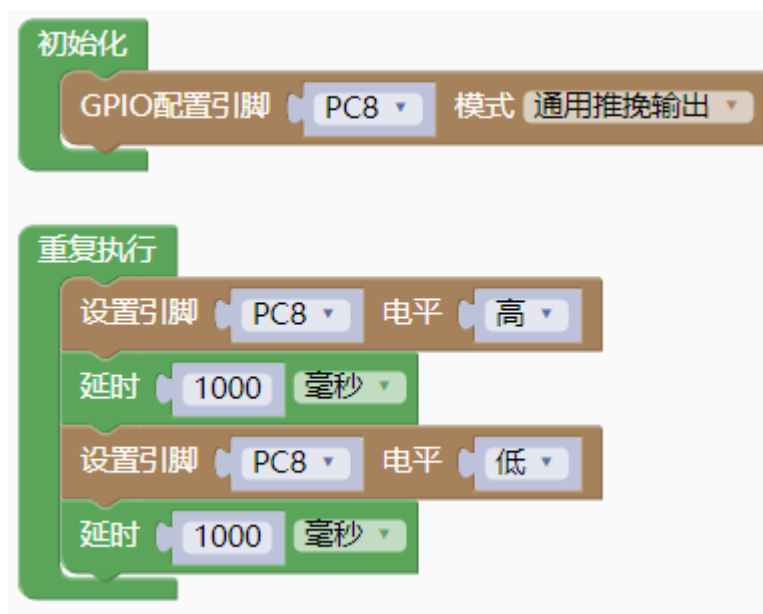 初始化
GPIO配置引脚 PC8 模式 通用推挽输出
重复执行
设置引脚 PC8 电平 高
延时 1000 毫秒
设置引脚 PC8 电平 低
延时 1000 毫秒